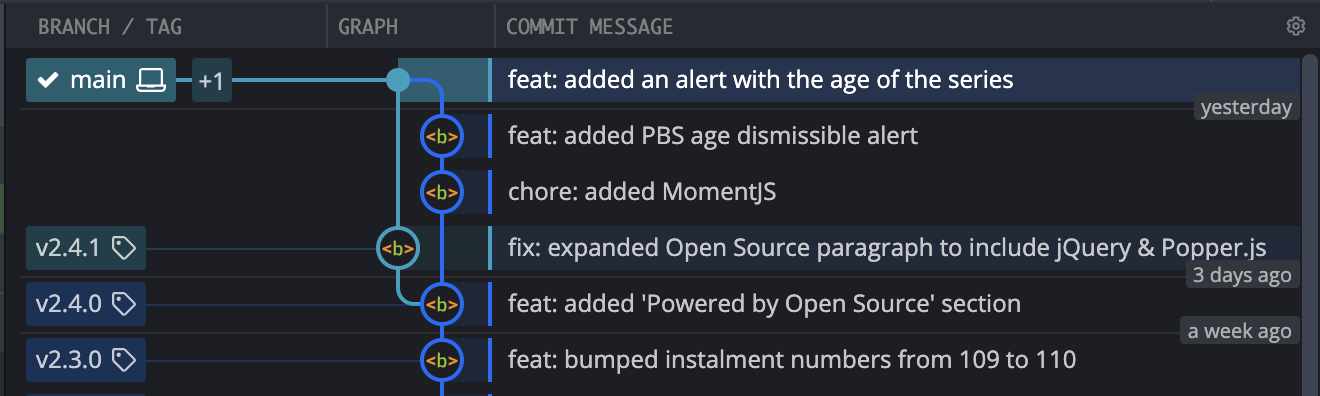 BRANCH / TAG GRAPH COMMIT MESSAGE
main +1 feat: added an alert with the age of the series
yesterday
<b> feat: added PBS age dismissible alert
<b> chore: added MomentJS
v2.4.1 <b> fix: expanded Open Source paragraph to include jQuery & Popper.js
3 days ago
v2.4.0 <b> feat: added 'Powered by Open Source' section
a week ago
v2.3.0 <b> feat: bumped instalment numbers from 109 to 110